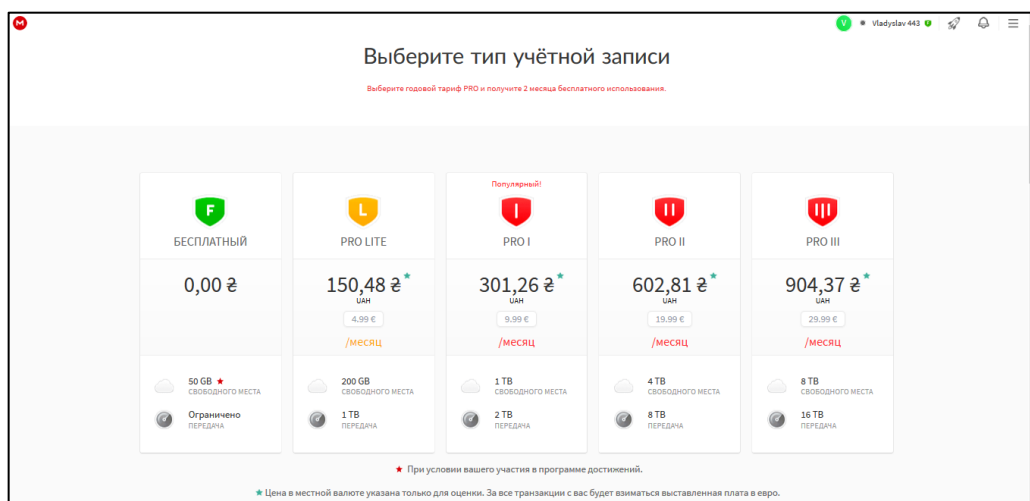 M
V Vladyslav 443
Выберите тип учётной записи
Выберите годовой тариф PRO и получите 2 месяца бесплатного использования.
F
БЕСПЛАТНЫЙ
0,00 ₴
50 GB ★
СВОБОДНОГО МЕСТА
Ограничено
ПЕРЕДАЧА
L
PRO LITE
150,48 ₴*
UAH
4.99 €
/месяц
200 GB
СВОБОДНОГО МЕСТА
1 TB
ПЕРЕДАЧА
Популярный!
I
PRO I
301,26 ₴*
UAH
9.99 €
/месяц
1 TB
СВОБОДНОГО МЕСТА
2 TB
ПЕРЕДАЧА
II
PRO II
602,81 ₴*
UAH
19.99 €
/месяц
4 TB
СВОБОДНОГО МЕСТА
8 TB
ПЕРЕДАЧА
III
PRO III
904,37 ₴*
UAH
29.99 €
/месяц
8 TB
СВОБОДНОГО МЕСТА
16 TB
ПЕРЕДАЧА
★ При условии вашего участия в программе достижений.
★ Цена в местной валюте указана только для оценки. За все транзакции с вас будет взиматься выставленная плата в евро.